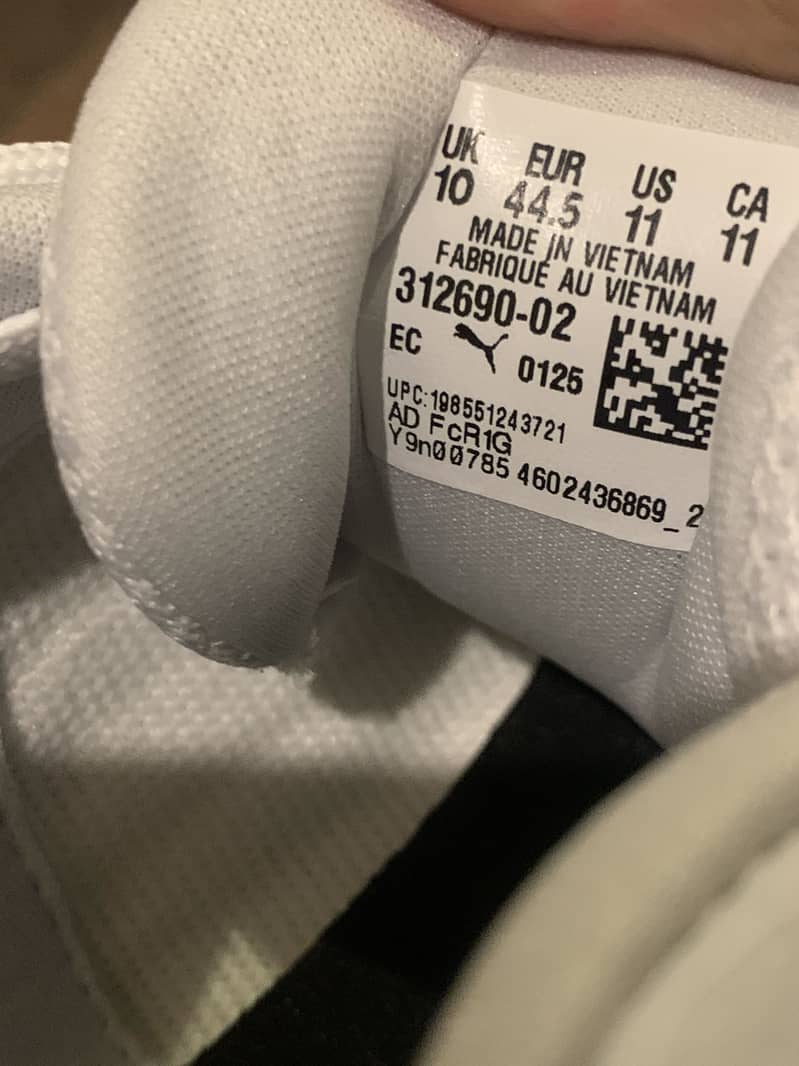 UK EUR US CA
10 44.5 11 11
MADE IN VIETNAM
FABRIQUÉ AU VIETNAM
312690-02
EC 0125
UPC:198551243721
AD FcR1G
Y9n00785 4602436869_2